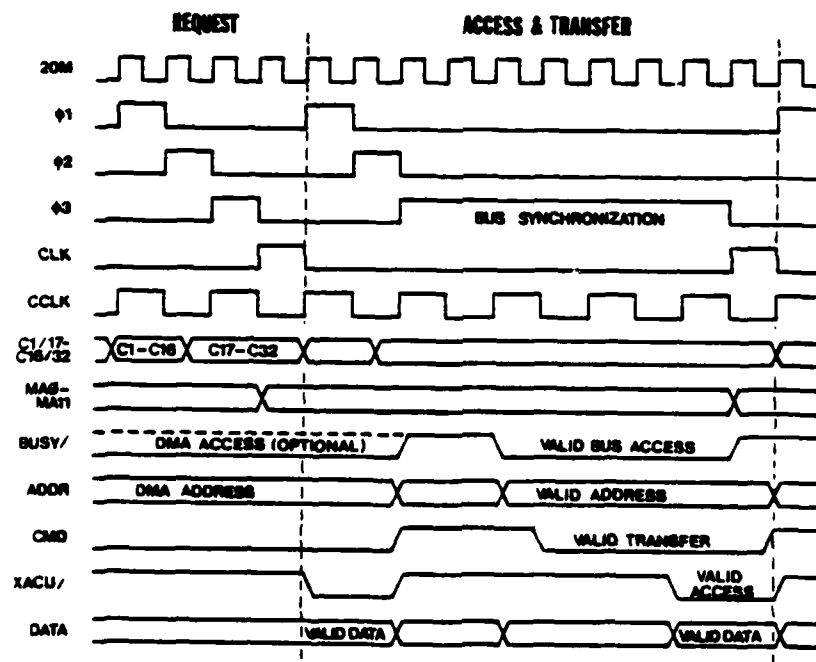 REQUEST ACCESS & TRANSFER
20M
φ1
φ2
φ3 BUS SYNCHRONIZATION
CLK
CCLK
C1/17-
C16/32 C1-C16 C17-C32
MAØ-
MA11
BUSY/ DMA ACCESS (OPTIONAL) VALID BUS ACCESS
ADDR DMA ADDRESS VALID ADDRESS
CMD VALID TRANSFER
XACU/ VALID
ACCESS
DATA VALID DATA VALID DATA